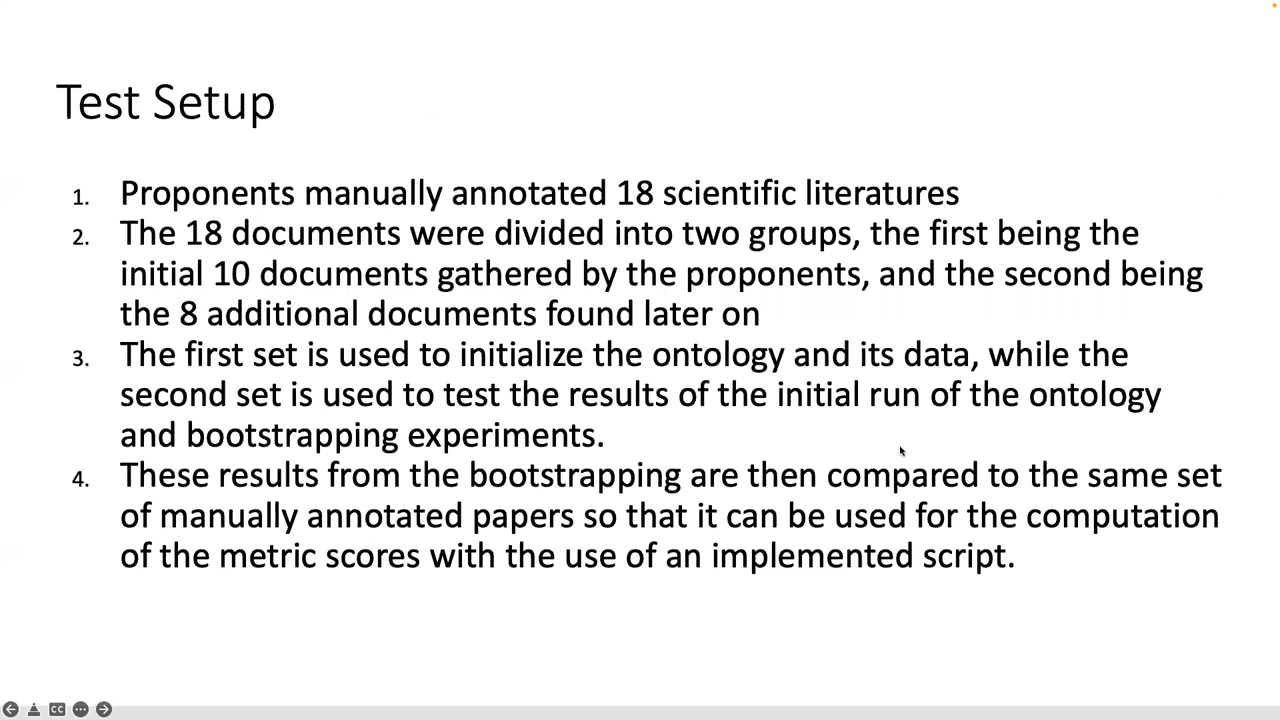 Test Setup
1. Proponents manually annotated 18 scientific literatures
2. The 18 documents were divided into two groups, the first being the
initial 10 documents gathered by the proponents, and the second being
the 8 additional documents found later on
3. The first set is used to initialize the ontology and its data, while the
second set is used to test the results of the initial run of the ontology
and bootstrapping experiments.
4. These results from the bootstrapping are then compared to the same set
of manually annotated papers so that it can be used for the computation
of the metric scores with the use of an implemented script.
CC